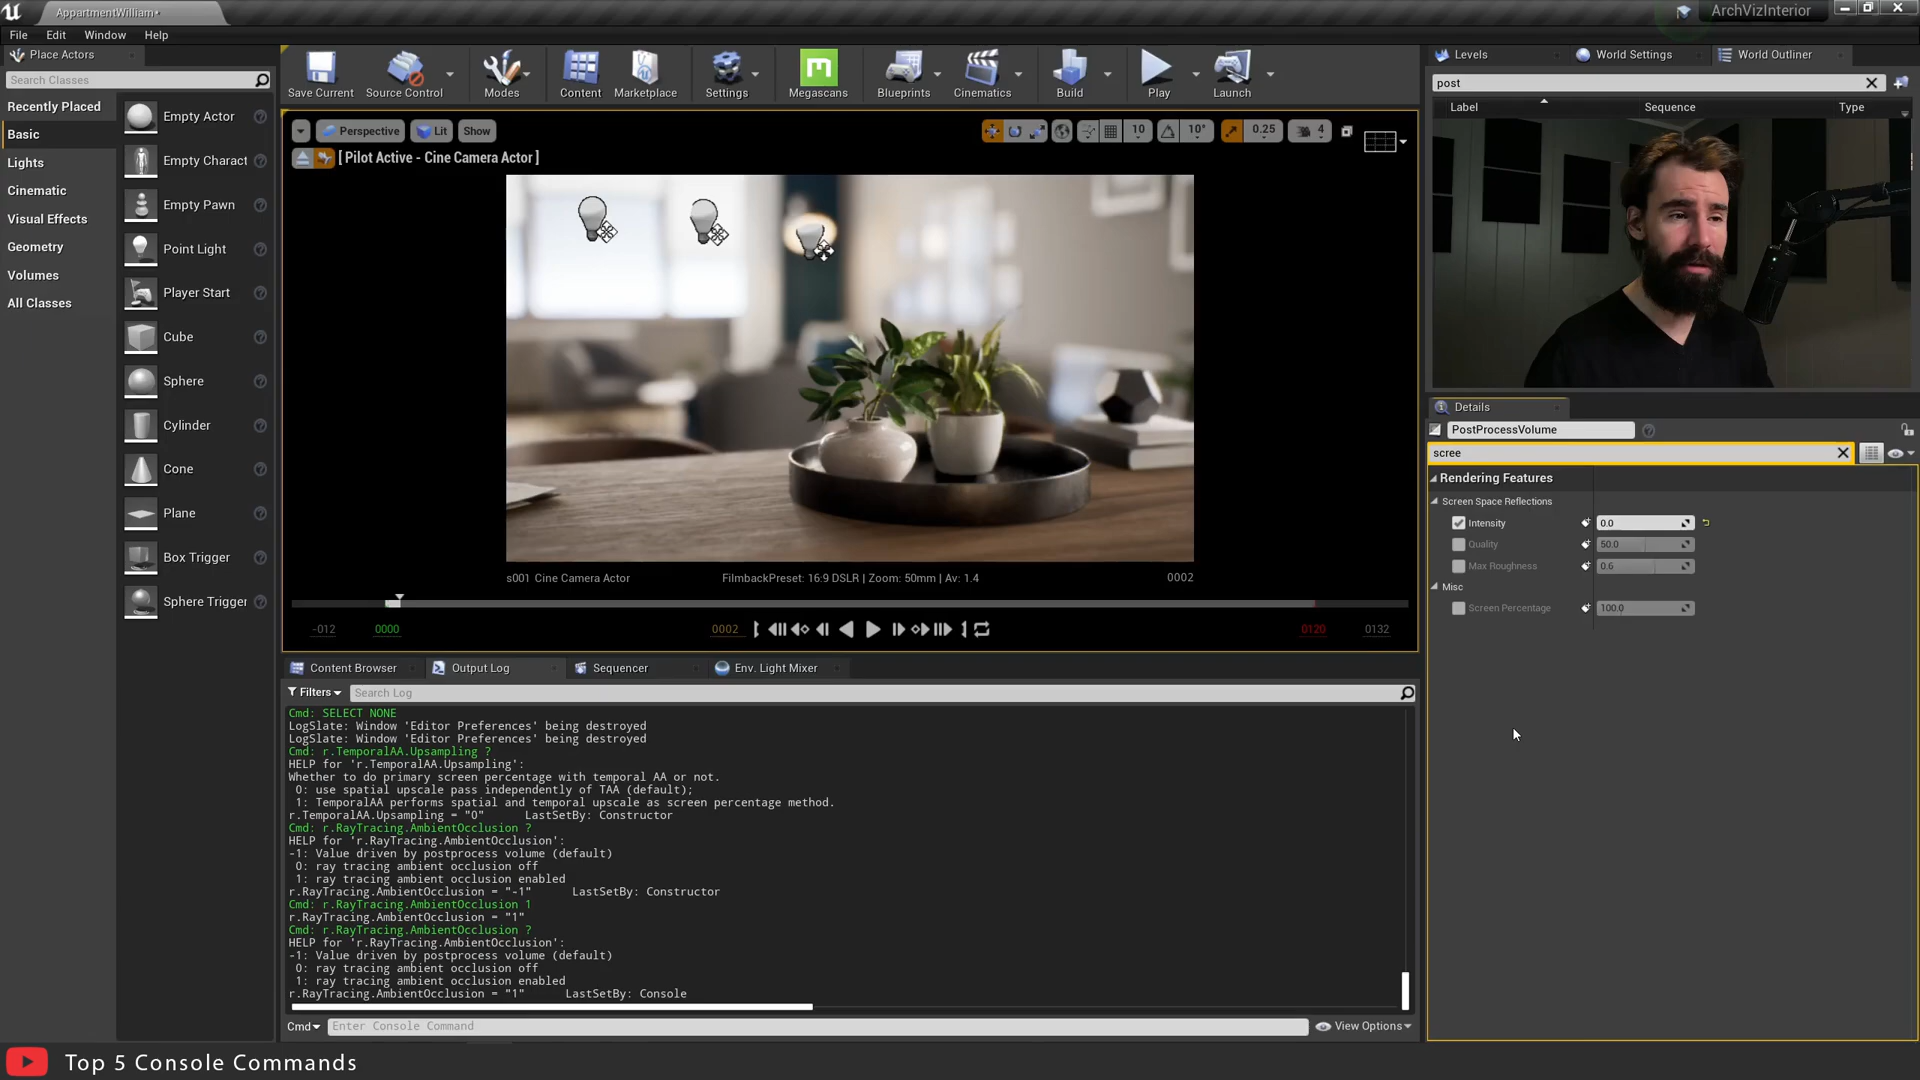 AppartmentWilliam•
ArchVizInterior
File Edit Window Help
Place Actors
Search Classes
Recently Placed
Basic
Lights
Cinematic
Visual Effects
Geometry
Volumes
All Classes
Empty Actor
Empty Charact
Empty Pawn
Point Light
Player Start
Cube
Sphere
Cylinder
Cone
Plane
Box Trigger
Sphere Trigger
Save Current
Source Control
Modes
Content
Marketplace
Settings
Megascans
Blueprints
Cinematics
Build
Play
Launch
Perspective Lit Show
10 10° 0.25 4
[ Pilot Active - Cine Camera Actor ]
s001 Cine Camera Actor FilmbackPreset: 16:9 DSLR | Zoom: 50mm | Av: 1.4 0002
-012 0000 0002 0120 0132
Content Browser Output Log Sequencer Env. Light Mixer
Filters Search Log
Cmd: SELECT NONE
LogSlate: Window 'Editor Preferences' being destroyed
LogSlate: Window 'Editor Preferences' being destroyed
Cmd: r.TemporalAA.Upsampling ?
HELP for 'r.TemporalAA.Upsampling':
Whether to do primary screen percentage with temporal AA or not.
0: use spatial upscale pass independently of TAA (default);
1: TemporalAA performs spatial and temporal upscale as screen percentage method.
r.TemporalAA.Upsampling = "0" LastSetBy: Constructor
Cmd: r.RayTracing.AmbientOcclusion ?
HELP for 'r.RayTracing.AmbientOcclusion':
-1: Value driven by postprocess volume (default)
0: ray tracing ambient occlusion off
1: ray tracing ambient occlusion enabled
r.RayTracing.AmbientOcclusion = "-1" LastSetBy: Constructor
Cmd: r.RayTracing.AmbientOcclusion 1
r.RayTracing.AmbientOcclusion = "1"
Cmd: r.RayTracing.AmbientOcclusion ?
HELP for 'r.RayTracing.AmbientOcclusion':
-1: Value driven by postprocess volume (default)
0: ray tracing ambient occlusion off
1: ray tracing ambient occlusion enabled
r.RayTracing.AmbientOcclusion = "1" LastSetBy: Console
Cmd Enter Console Command View Options
Levels World Settings World Outliner
post
Label Sequence Type
Details
PostProcessVolume
scree
Rendering Features
Screen Space Reflections
Intensity 0.0
Quality 50.0
Max Roughness 0.6
Misc
Screen Percentage 100.0
Top 5 Console Commands